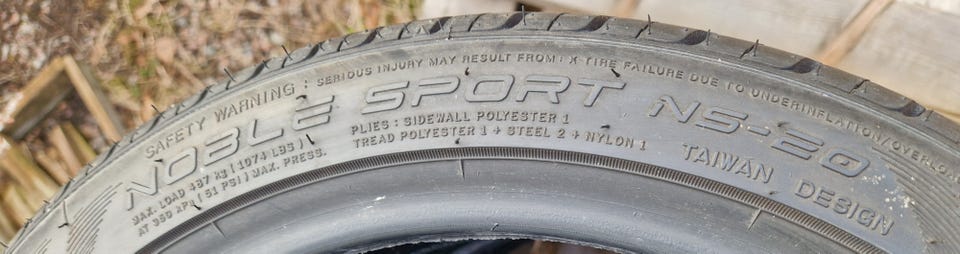 SAFETY WARNING : SERIOUS INJURY MAY RESULT FROM : X TIRE FAILURE DUE TO UNDERINFLATION/OVERLOA
NOBLE SPORT NS-20
MAX. LOAD 487 kg ( 1074 LBS )
AT 350 kPa ( 51 PSI ) MAX. PRESS.
PLIES : SIDEWALL POLYESTER 1
TREAD POLYESTER 1 + STEEL 2 + NYLON 1
TAIWAN DESIGN